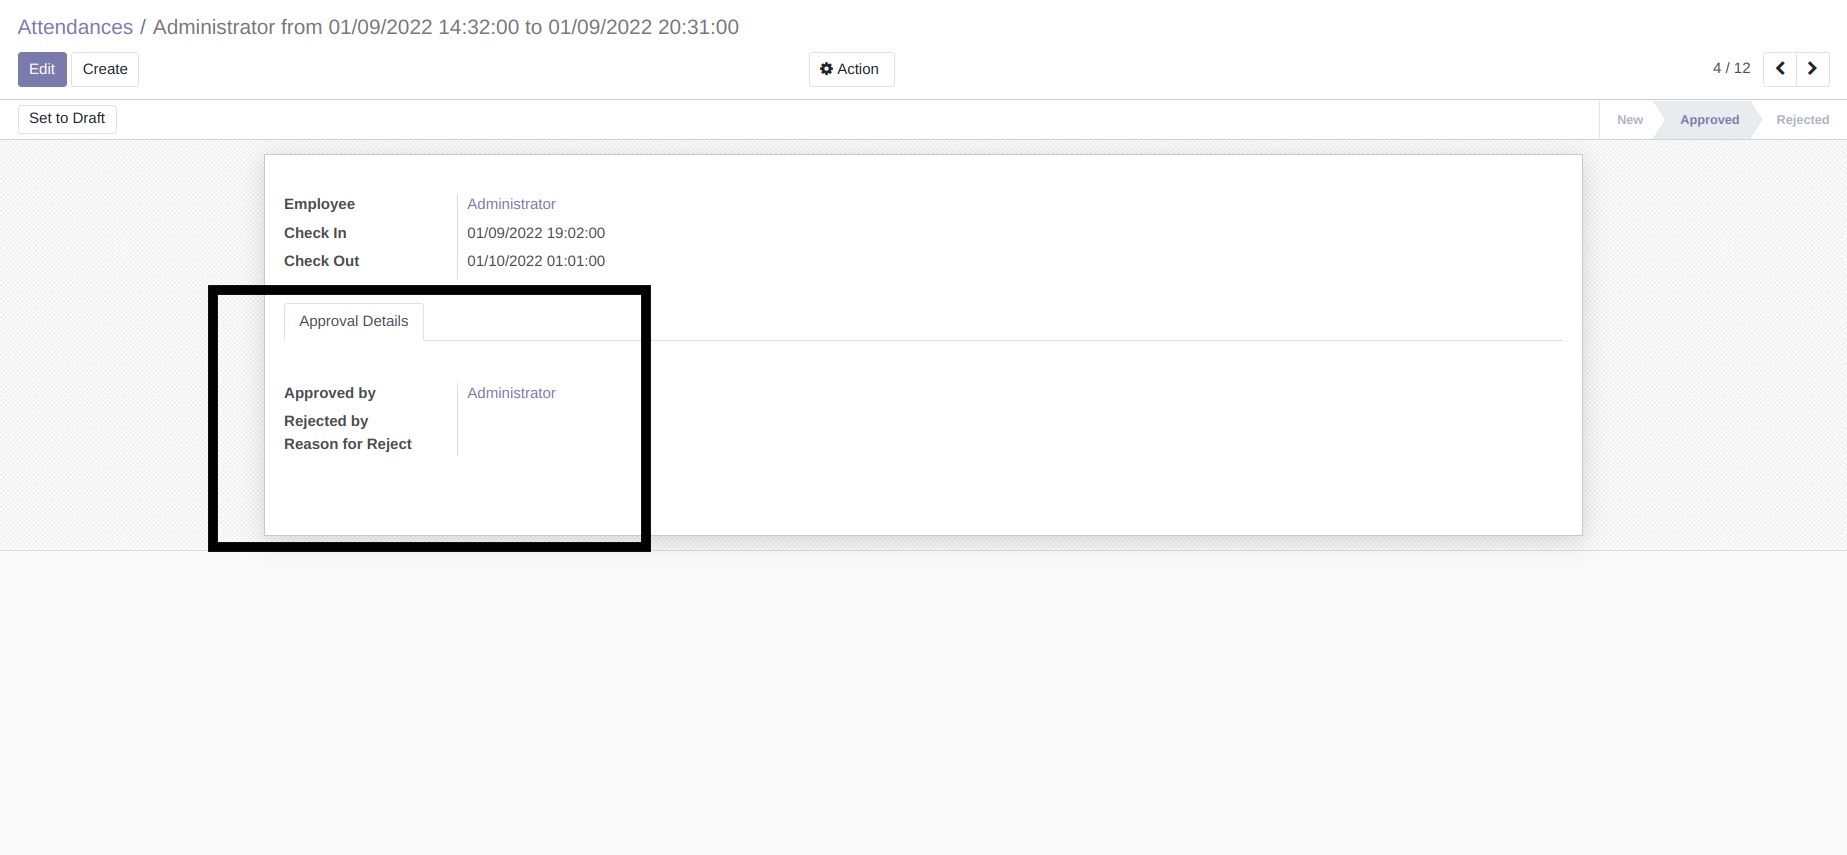 Attendances / Administrator from 01/09/2022 14:32:00 to 01/09/2022 20:31:00
Edit Create Action 4 / 12
Set to Draft New Approved Rejected
Employee Administrator
Check In 01/09/2022 19:02:00
Check Out 01/10/2022 01:01:00
Approval Details
Approved by Administrator
Rejected by
Reason for Reject